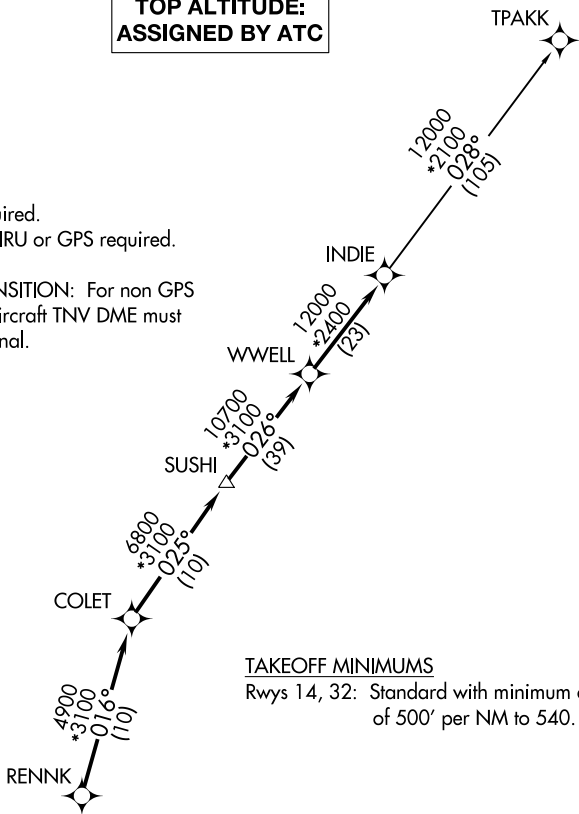 TOP ALTITUDE:
ASSIGNED BY ATC
TPAKK
12000
*2100
028°
(105)
IRU or GPS required.
INDIE
NSITION: For non GPS
ircraft TNV DME must
12000
*2400
(23)
WWELL
10700
*3100
026°
(39)
SUSHI
6800
*3100
025°
(10)
COLET
TAKEOFF MINIMUMS
Rwys 14, 32: Standard with minimum
of 500' per NM to 540.
4900
*3100
016°
(10)
RENNK